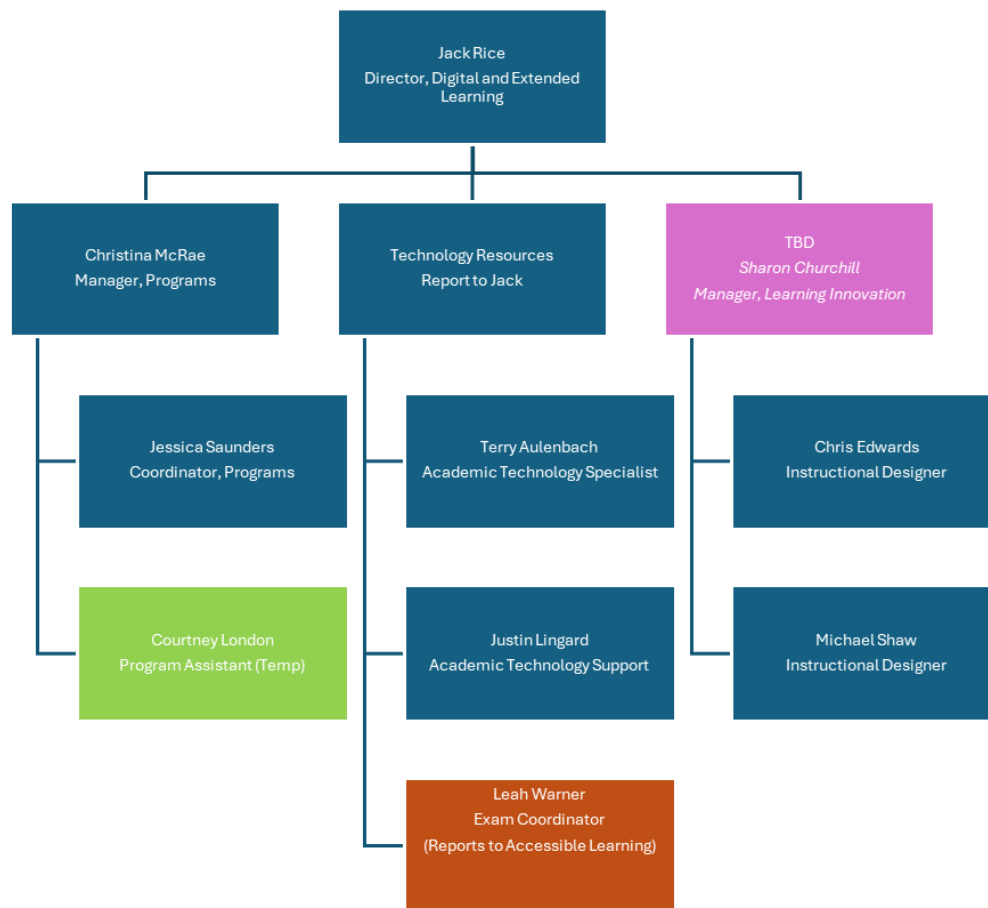 Jack Rice
Director, Digital and Extended
Learning
Christina McRae
Manager, Programs
Technology Resources
Report to Jack
TBD
Sharon Churchill
Manager, Learning Innovation
Jessica Saunders
Coordinator, Programs
Terry Aulenbach
Academic Technology Specialist
Chris Edwards
Instructional Designer
Courtney London
Program Assistant (Temp)
Justin Lingard
Academic Technology Support
Michael Shaw
Instructional Designer
Leah Warner
Exam Coordinator
(Reports to Accessible Learning)